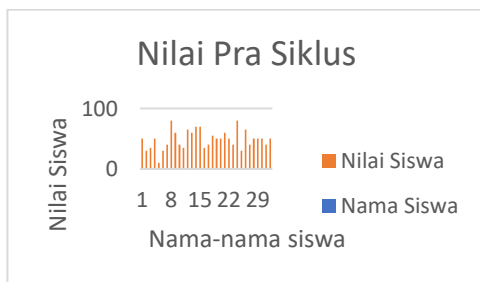 Nilai Pra Siklus
Nilai Siswa
100
0
1 8 15 22 29
Nama-nama siswa
Nilai Siswa
Nama Siswa